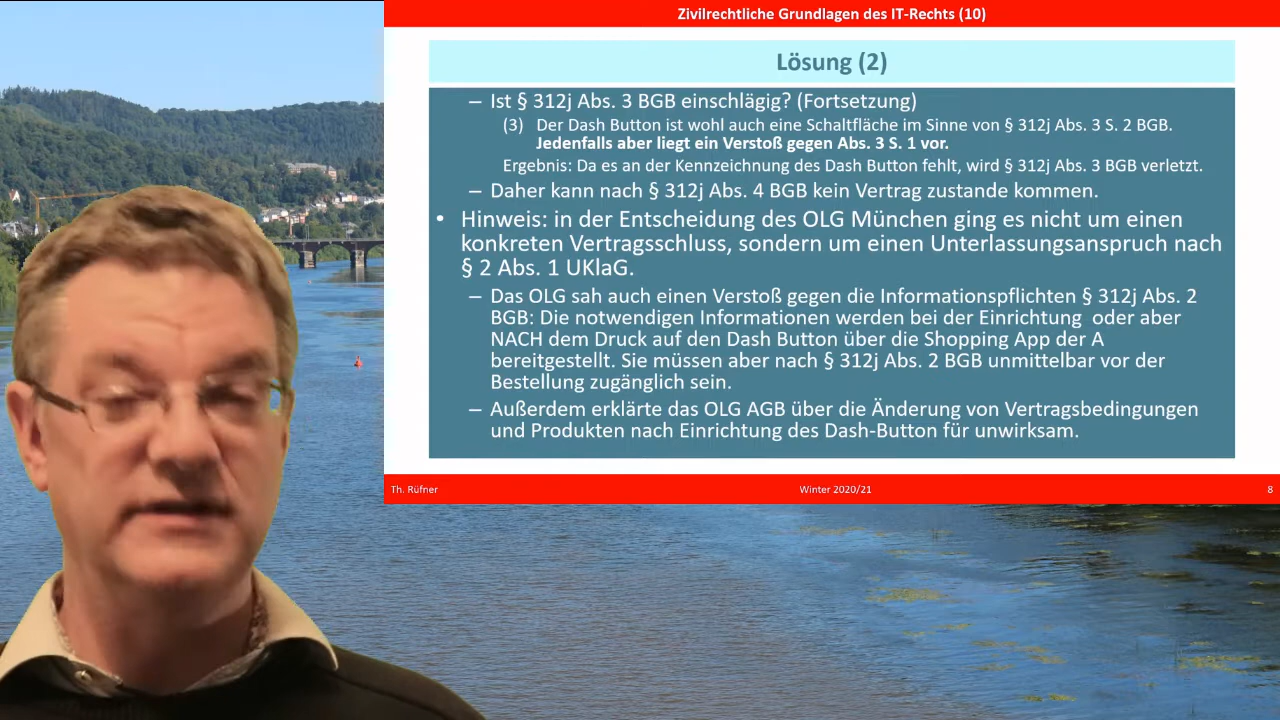 Zivilrechtliche Grundlagen des IT-Rechts (10)
Lösung (2)
– Ist § 312j Abs. 3 BGB einschlägig? (Fortsetzung)
(3) Der Dash Button ist wohl auch eine Schaltfläche im Sinne von § 312j Abs. 3 S. 2 BGB.
Jedenfalls aber liegt ein Verstoß gegen Abs. 3 S. 1 vor.
Ergebnis: Da es an der Kennzeichnung des Dash Button fehlt, wird § 312j Abs. 3 BGB verletzt.
– Daher kann nach § 312j Abs. 4 BGB kein Vertrag zustande kommen.
• Hinweis: in der Entscheidung des OLG München ging es nicht um einen
konkreten Vertragsschluss, sondern um einen Unterlassungsanspruch nach
§ 2 Abs. 1 UKlaG.
– Das OLG sah auch einen Verstoß gegen die Informationspflichten § 312j Abs. 2
BGB: Die notwendigen Informationen werden bei der Einrichtung oder aber
NACH dem Druck auf den Dash Button über die Shopping App der A
bereitgestellt. Sie müssen aber nach § 312j Abs. 2 BGB unmittelbar vor der
Bestellung zugänglich sein.
– Außerdem erklärte das OLG AGB über die Änderung von Vertragsbedingungen
und Produkten nach Einrichtung des Dash-Button für unwirksam.
Th. Rüfner
Winter 2020/21
8